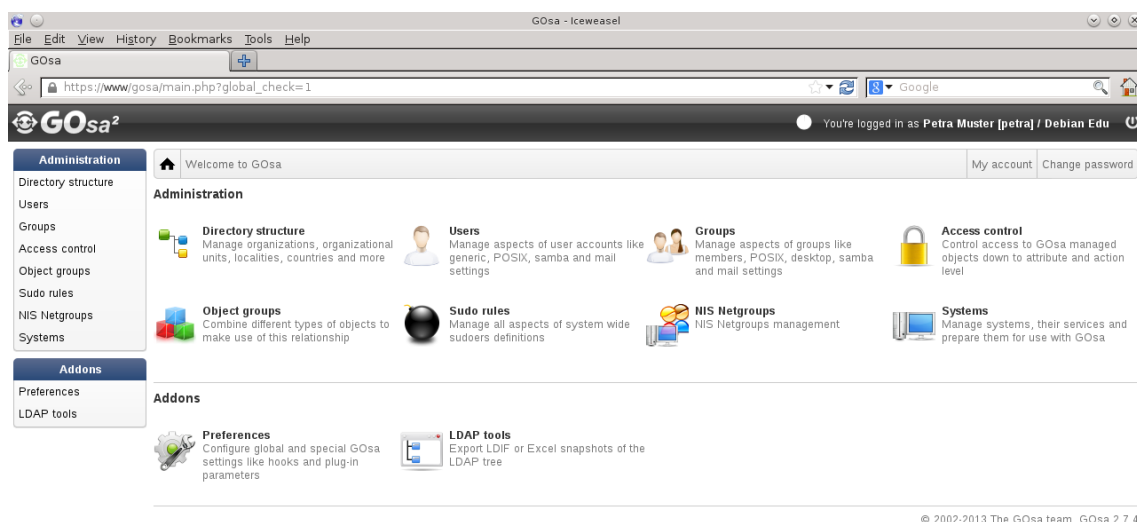 GOsa - Iceweasel
File Edit View History Bookmarks Tools Help
GOsa
https://www/gosa/main.php?global_check=1
Google
GOsa²
You're logged in as Petra Muster [petra] / Debian Edu
Administration
Directory structure
Users
Groups
Access control
Object groups
Sudo rules
NIS Netgroups
Systems
Addons
Preferences
LDAP tools
Welcome to GOsa
My account
Change password
Administration
Directory structure
Manage organizations, organizational
units, localities, countries and more
Users
Manage aspects of user accounts like
generic, POSIX, samba and mail
settings
Groups
Manage aspects of groups like
members, POSIX, desktop, samba
and mail settings
Access control
Control access to GOsa managed
objects down to attribute and action
level
Object groups
Combine different types of objects to
make use of this relationship
Sudo rules
Manage all aspects of system wide
sudoers definitions
NIS Netgroups
NIS Netgroups management
Systems
Manage systems, their services and
prepare them for use with GOsa
Addons
Preferences
Configure global and special GOsa
settings like hooks and plug-in
parameters
LDAP tools
Export LDIF or Excel snapshots of the
LDAP tree
© 2002-2013 The GOsa team, GOsa 2.7.4